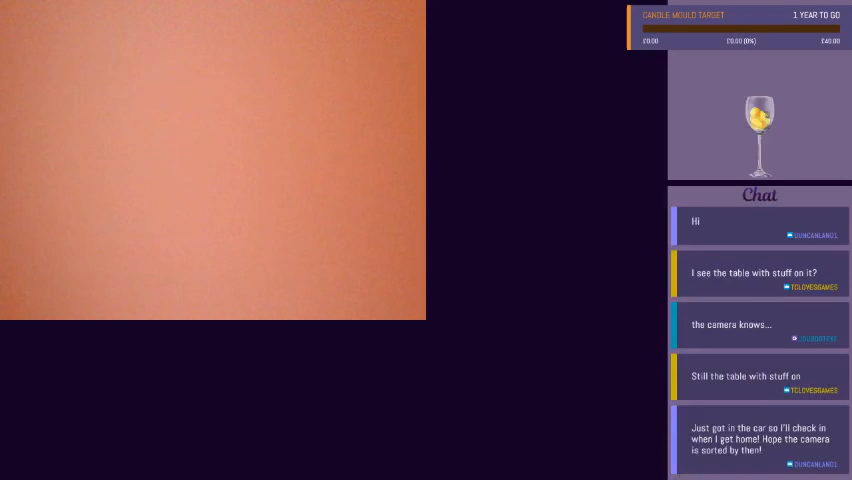 CANDLE MOULD TARGET 1 YEAR TO GO
£0.00 £0.00 (0%) £40.00
Chat
Hi
DUNCANLAND1
I see the table with stuff on it?
TCLOVESGAMES
the camera knows...
Still the table with stuff on
TCLOVESGAMES
Just got in the car so I'll check in
when I get home! Hope the camera
is sorted by then!
DUNCANLAND1